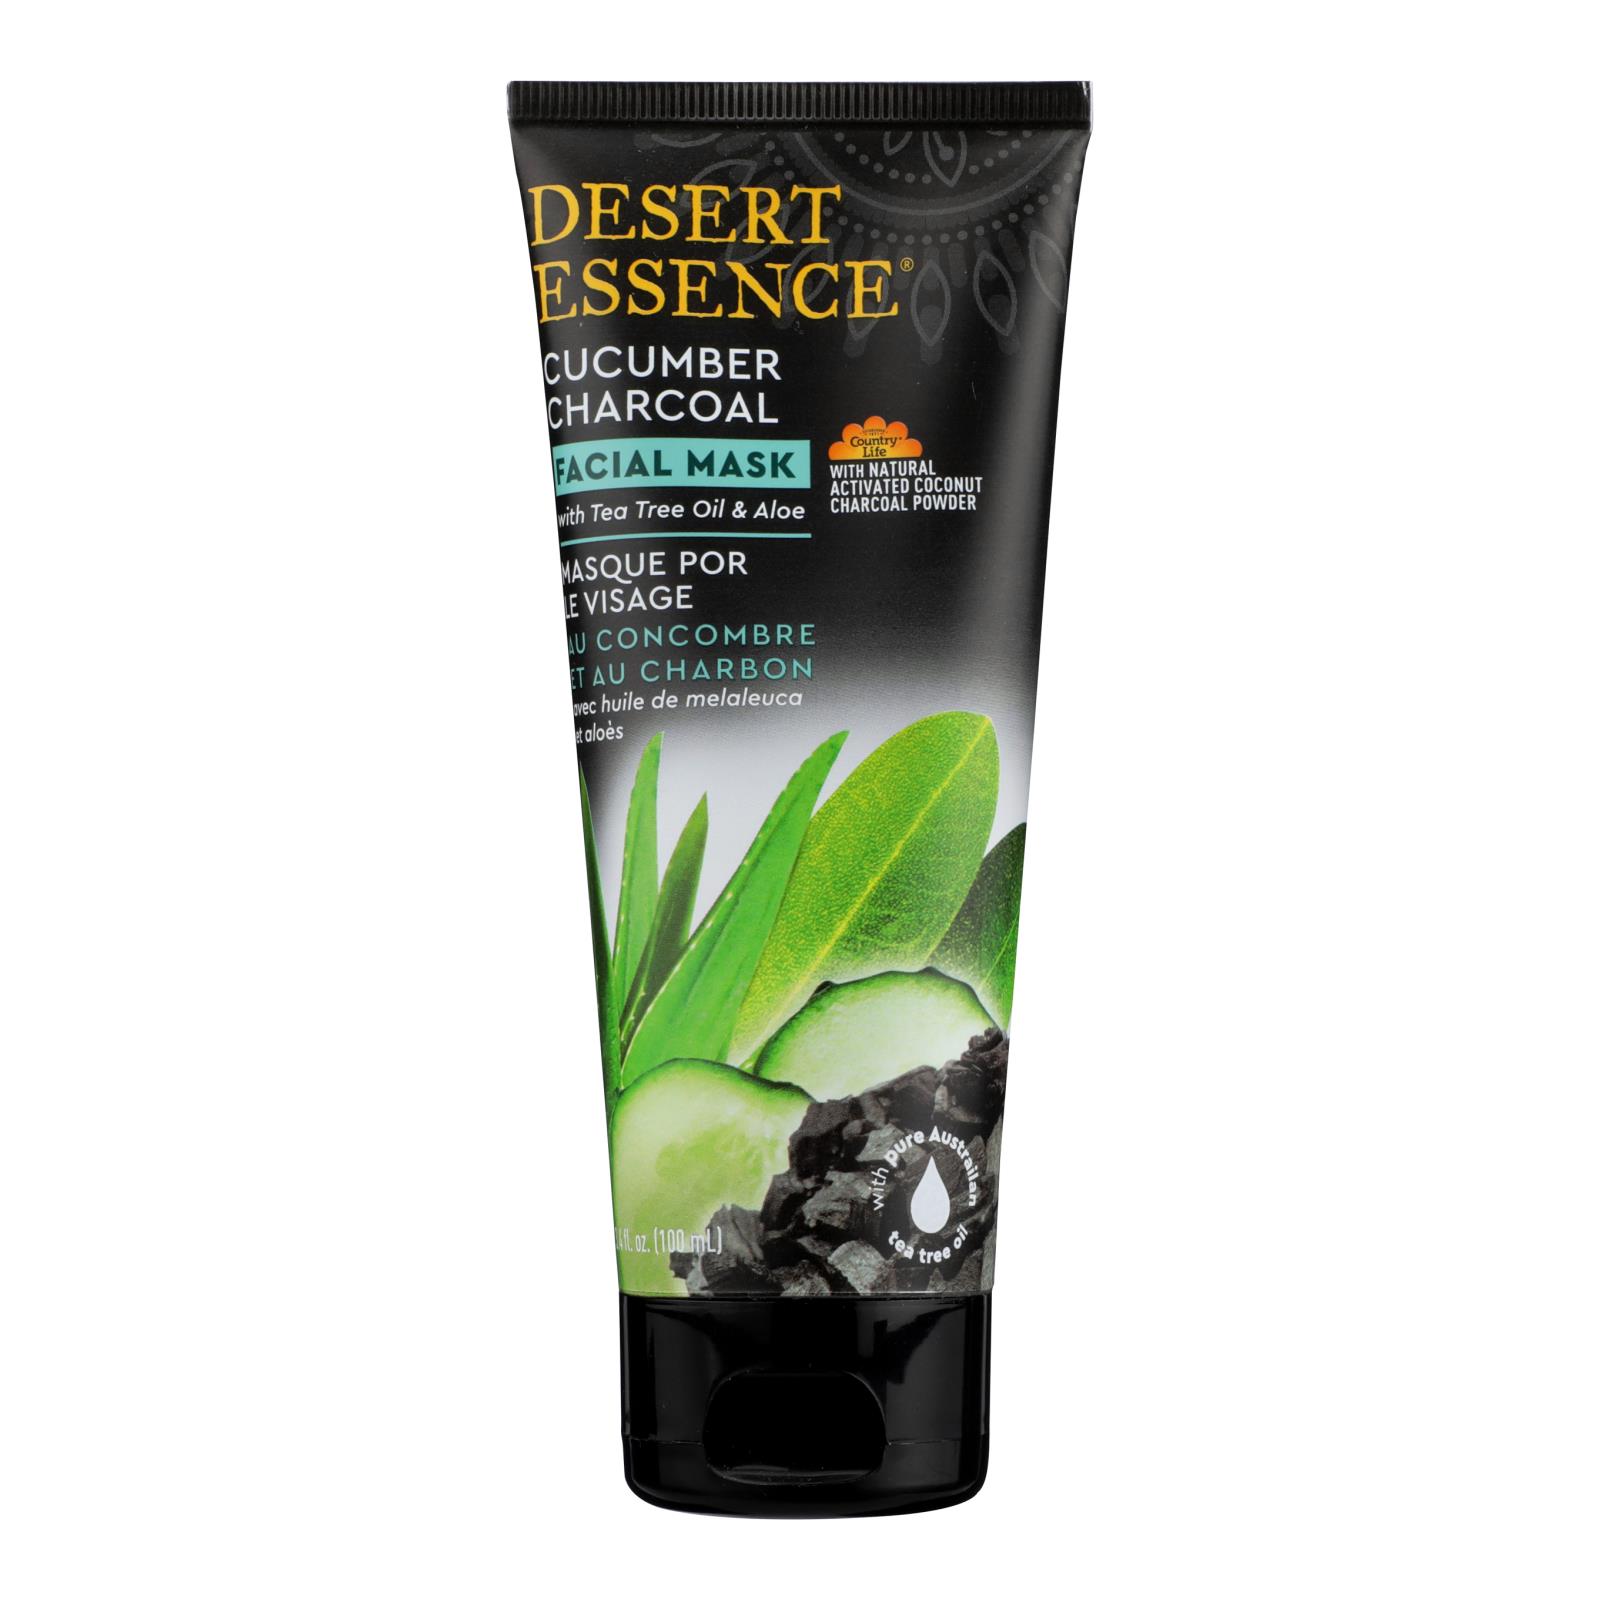 DESERT
ESSENCE®
CUCUMBER
CHARCOAL
FACIAL MASK
with Tea Tree Oil & Aloe
Country Life
WITH NATURAL
ACTIVATED COCONUT
CHARCOAL POWDER
MASQUE POR
LE VISAGE
AU CONCOMBRE
ET AU CHARBON
avec huile de melaleuca
et aloès
with pure Austrailan
tea tree oil
fl. oz. (100 mL)